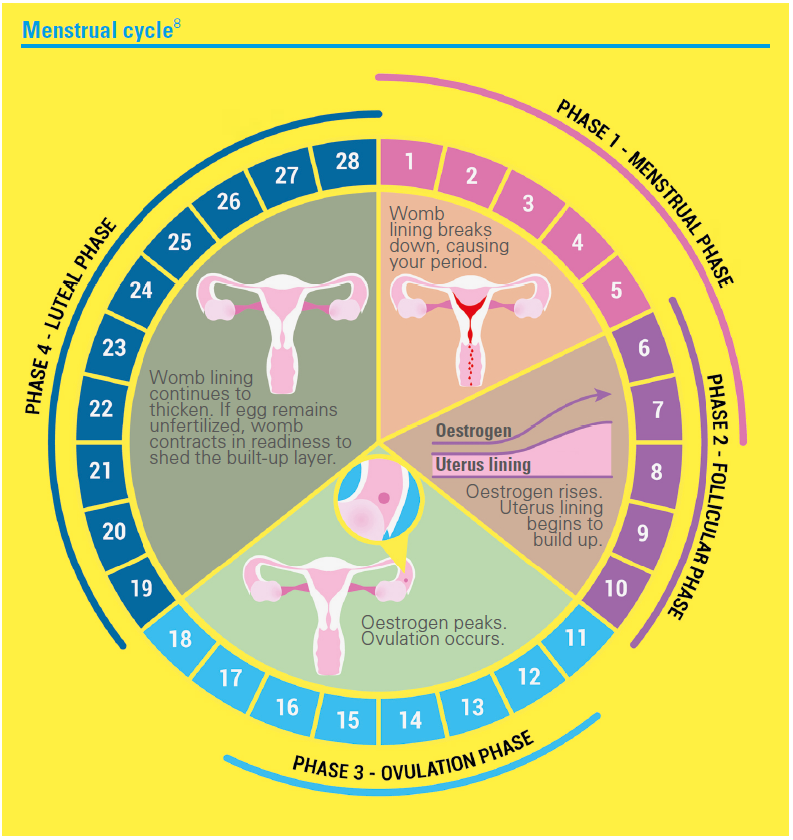 Menstrual cycle8
PHASE 1 - MENSTRUAL PHASE
1
2
3
4
5
Womb
lining breaks
down, causing
your period.
PHASE 2 - FOLLICULAR PHASE
6
7
8
9
10
Oestrogen
Uterus lining
Oestrogen rises.
Uterus lining
begins to
build up.
PHASE 3 - OVULATION PHASE
11
12
13
14
15
16
17
18
Oestrogen peaks.
Ovulation occurs.
PHASE 4 - LUTEAL PHASE
19
20
21
22
23
24
25
26
27
28
Womb lining
continues to
thicken. If egg remains
unfertilized, womb
contracts in readiness to
shed the built-up layer.